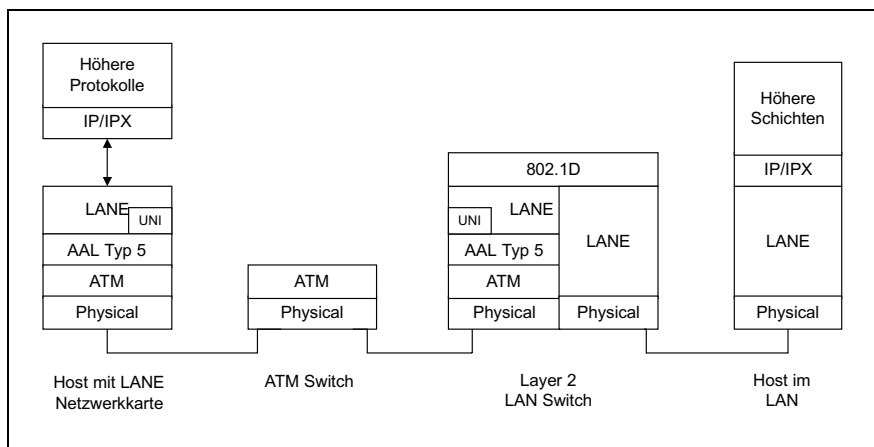 Höhere
Protokolle
IP/IPX
LANE
UNI
AAL Typ 5
ATM
Physical
Host mit LANE
Netzwerkkarte
ATM
Physical
ATM Switch
802.1D
UNI
LANE
AAL Typ 5
ATM
Physical
LANE
Physical
Layer 2
LAN Switch
Höhere
Schichten
IP/IPX
LANE
Physical
Host im
LAN